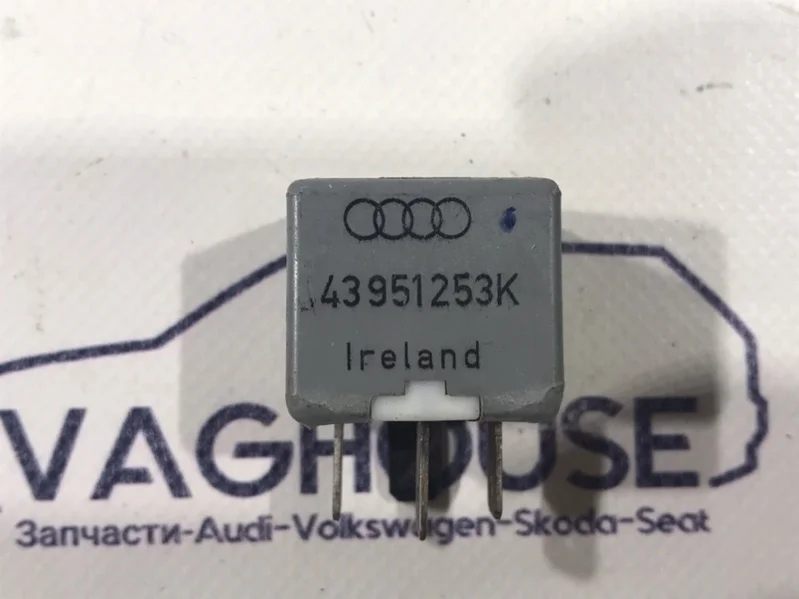 43951253K
Ireland
VAGHOUSE
Запчасти-Audi-Volkswagen-Skoda-Seat